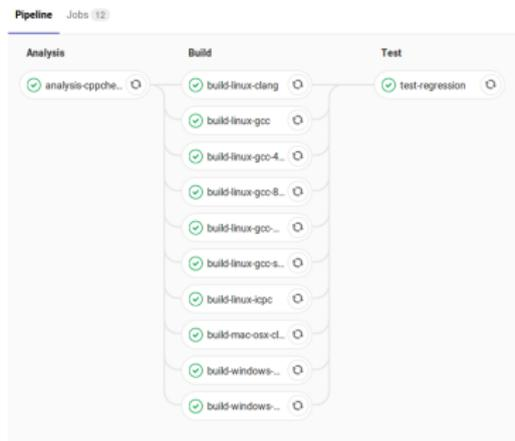 Pipeline Jobs 12
Analysis Build Test
analysis-cppche... build-linux-clang test-regression
build-linux-gcc
build-linux-gcc-4...
build-linux-gcc-8...
build-linux-gcc-...
build-linux-gcc-s...
build-linux-icpc
build-mac-osx-cl...
build-windows-...
build-windows-...